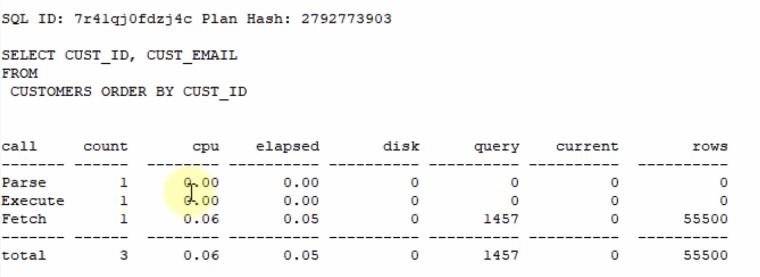 SQL ID: 7r41qj0fdzj4c Plan Hash: 2792773903
SELECT CUST_ID, CUST_EMAIL
FROM
CUSTOMERS ORDER BY CUST_ID
call count cpu elapsed disk query current rows
------- ------ -------- ---------- ---------- ---------- ---------- ----------
Parse 1 0.00 0.00 0 0 0 0
Execute 1 0.00 0.00 0 0 0 0
Fetch 1 0.06 0.05 0 1457 0 55500
------- ------ -------- ---------- ---------- ---------- ---------- ----------
total 3 0.06 0.05 0 1457 0 55500